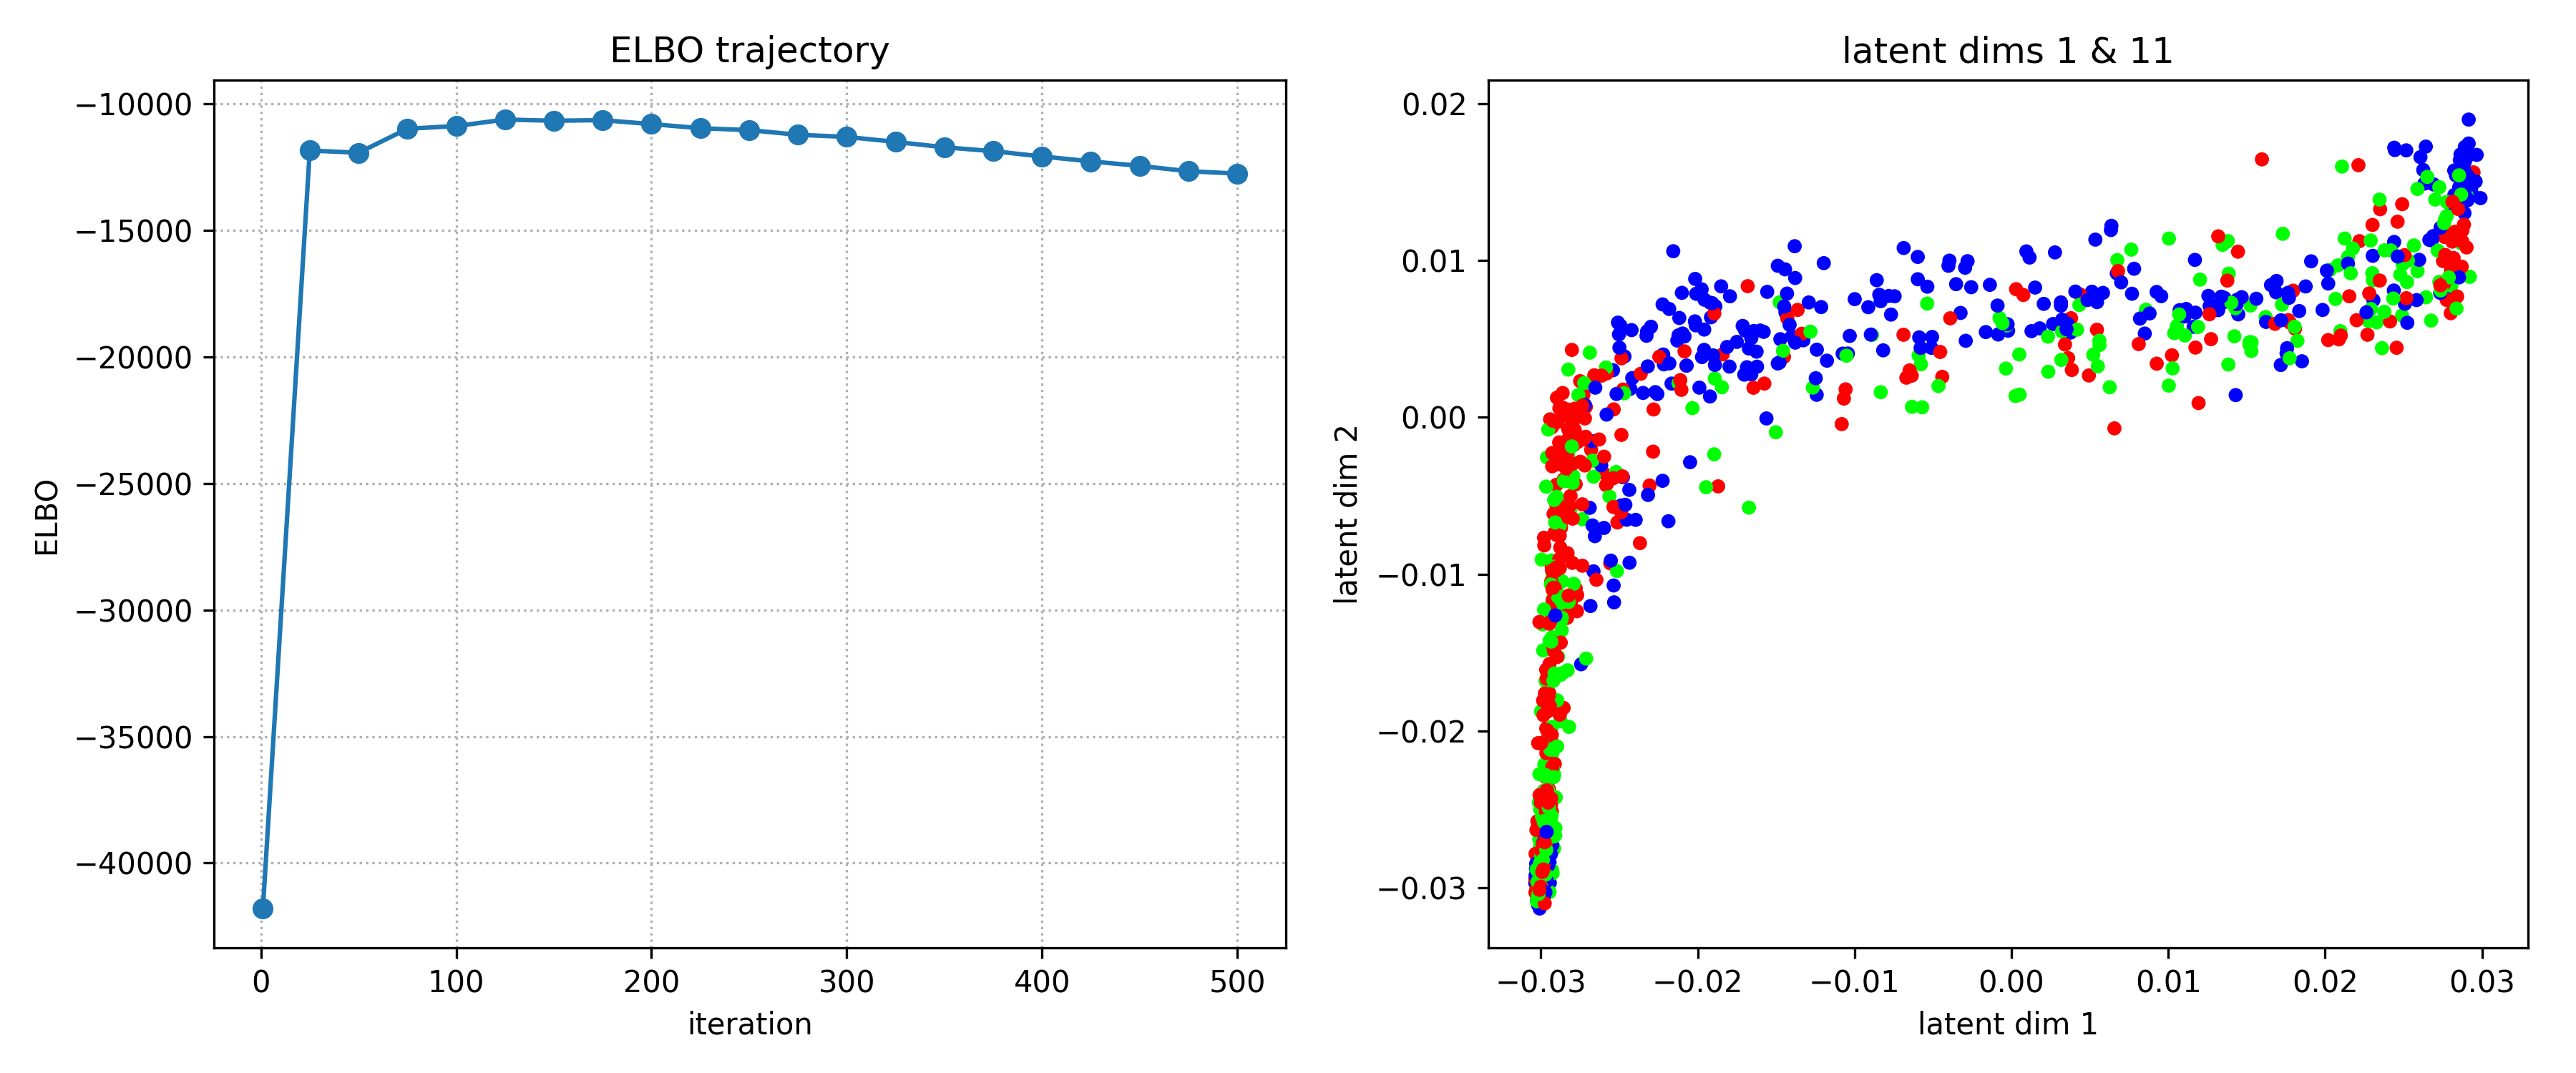 ELBO trajectory
−10000
−15000
−20000
−25000
−30000
−35000
−40000
ELBO
0 100 200 300 400 500
iteration
latent dims 1 & 11
0.02
0.01
0.00
−0.01
−0.02
−0.03
latent dim 2
−0.03 −0.02 −0.01 0.00 0.01 0.02 0.03
latent dim 1